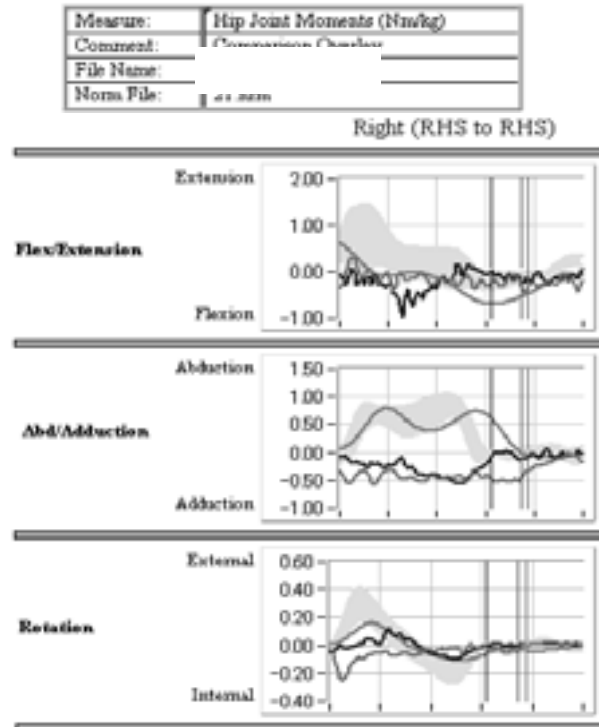 Measure: Hip Joint Moments (Nm/kg)
Comment: Comparison Overlay
File Name:
Norm File:
Right (RHS to RHS)
Extension 2.00
1.00
Flex/Extension
0.00
Flexion -1.00
Abduction 1.50
1.00
Abd/Adduction 0.50
0.00
-0.50
Adduction -1.00
External 0.60
0.40
0.20
Rotation 0.00
-0.20
Internal -0.40